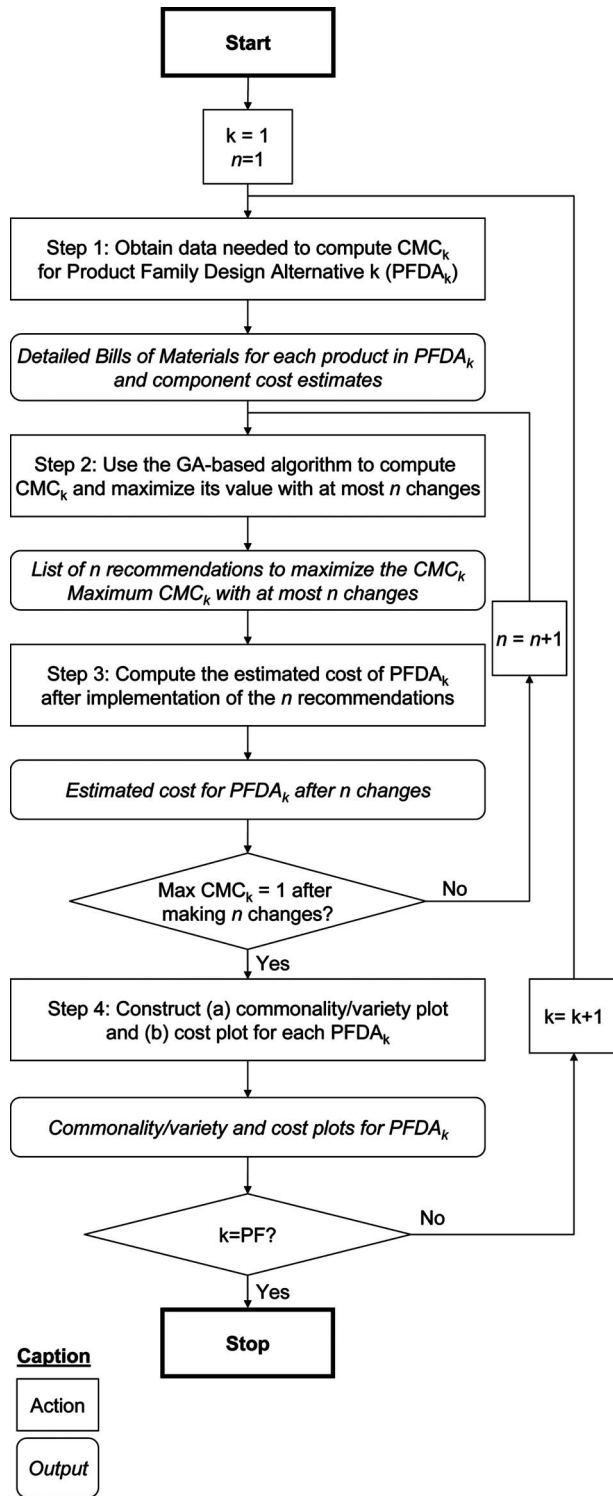 Start
k = 1
n=1
Step 1: Obtain data needed to compute CMCk
for Product Family Design Alternative k (PFDAk)
Detailed Bills of Materials for each product in PFDAk
and component cost estimates
Step 2: Use the GA-based algorithm to compute
CMCk and maximize its value with at most n changes
List of n recommendations to maximize the CMCk
Maximum CMCk with at most n changes
n = n+1
Step 3: Compute the estimated cost of PFDAk
after implementation of the n recommendations
Estimated cost for PFDAk after n changes
Max CMCk = 1 after
making n changes?
No
Yes
Step 4: Construct (a) commonality/variety plot
and (b) cost plot for each PFDAk
k= k+1
Commonality/variety and cost plots for PFDAk
k=PF?
No
Yes
Stop
Caption
Action
Output